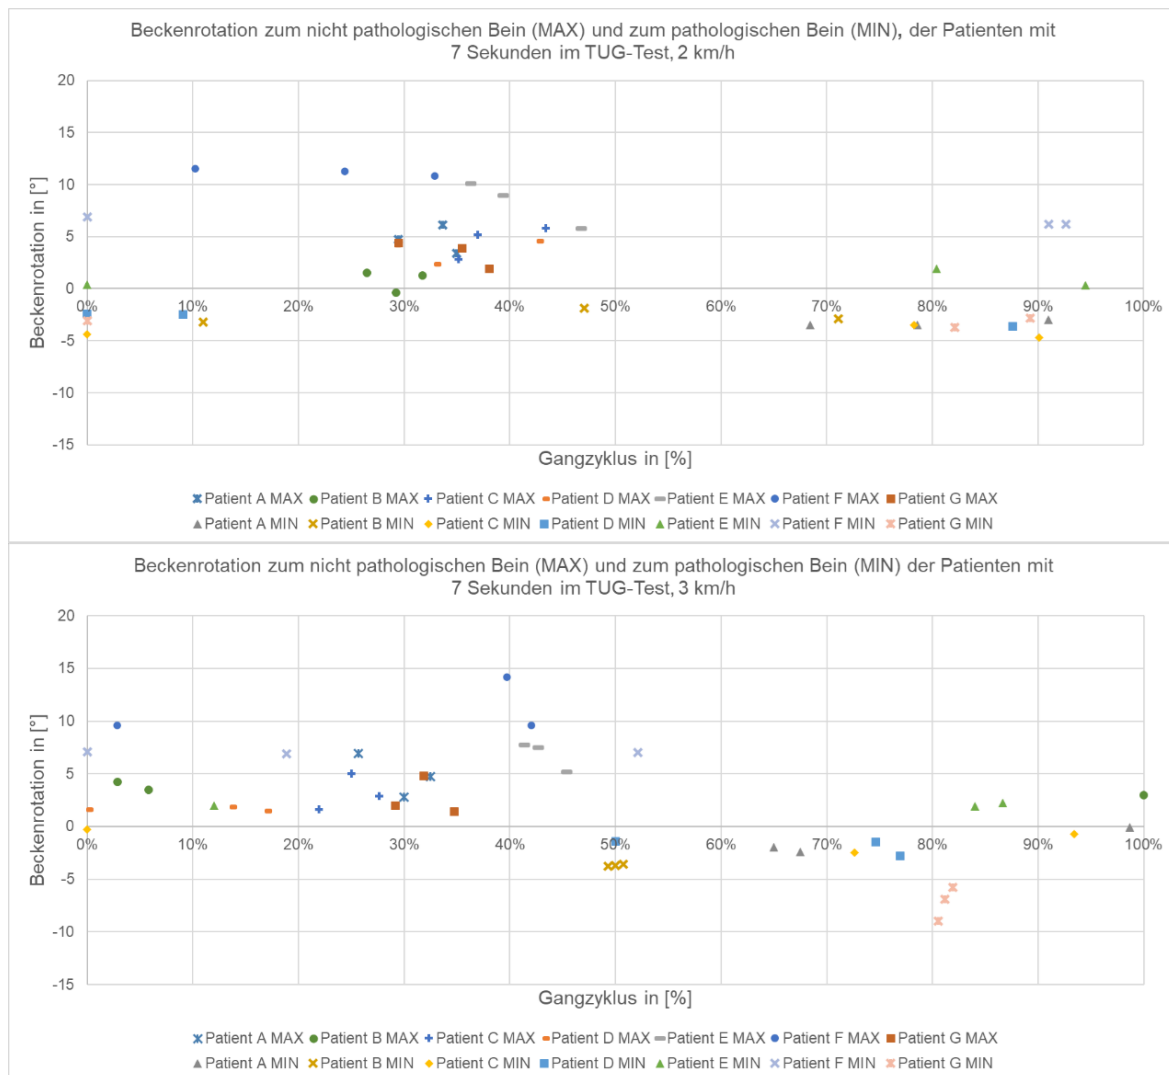 Beckenrotation zum nicht pathologischen Bein (MAX) und zum pathologischen Bein (MIN), der Patienten mit
7 Sekunden im TUG-Test, 2 km/h
20
15
10
5
0
-5
-10
-15
Beckenrotation in [°]
0% 10% 20% 30% 40% 50% 60% 70% 80% 90% 100%
Gangzyklus in [%]
Patient A MAX Patient B MAX Patient C MAX Patient D MAX Patient E MAX Patient F MAX Patient G MAX
Patient A MIN Patient B MIN Patient C MIN Patient D MIN Patient E MIN Patient F MIN Patient G MIN
Beckenrotation zum nicht pathologischen Bein (MAX) und zum pathologischen Bein (MIN) der Patienten mit
7 Sekunden im TUG-Test, 3 km/h
20
15
10
5
0
-5
-10
-15
Beckenrotation in [°]
0% 10% 20% 30% 40% 50% 60% 70% 80% 90% 100%
Gangzyklus in [%]
Patient A MAX Patient B MAX Patient C MAX Patient D MAX Patient E MAX Patient F MAX Patient G MAX
Patient A MIN Patient B MIN Patient C MIN Patient D MIN Patient E MIN Patient F MIN Patient G MIN